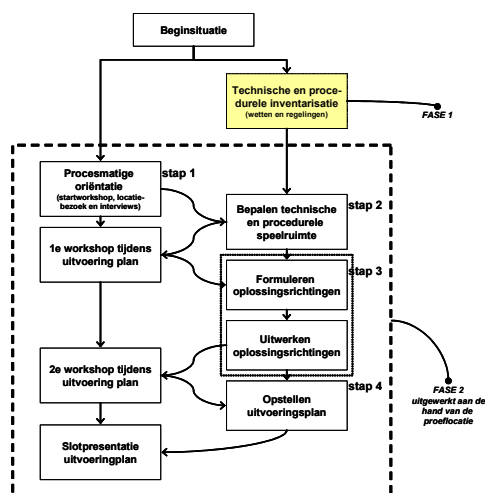 Beginsituatie
Technische en proce-
durele inventarisatie
(wetten en regelingen)
FASE 1
Procesmatige
oriëntatie
(startworkshop, locatie-
bezoek en interviews)
stap 1
Bepalen technische
en procedurele
speelruimte
stap 2
1e workshop tijdens
uitvoering plan
Formuleren
oplossingsrichtingen
stap 3
Uitwerken
oplossingsrichtingen
2e workshop tijdens
uitvoering plan
Opstellen
uitvoeringsplan
stap 4
FASE 2
uitgewerkt aan de
hand van de
proeflocatie
Slotpresentatie
uitvoeringplan